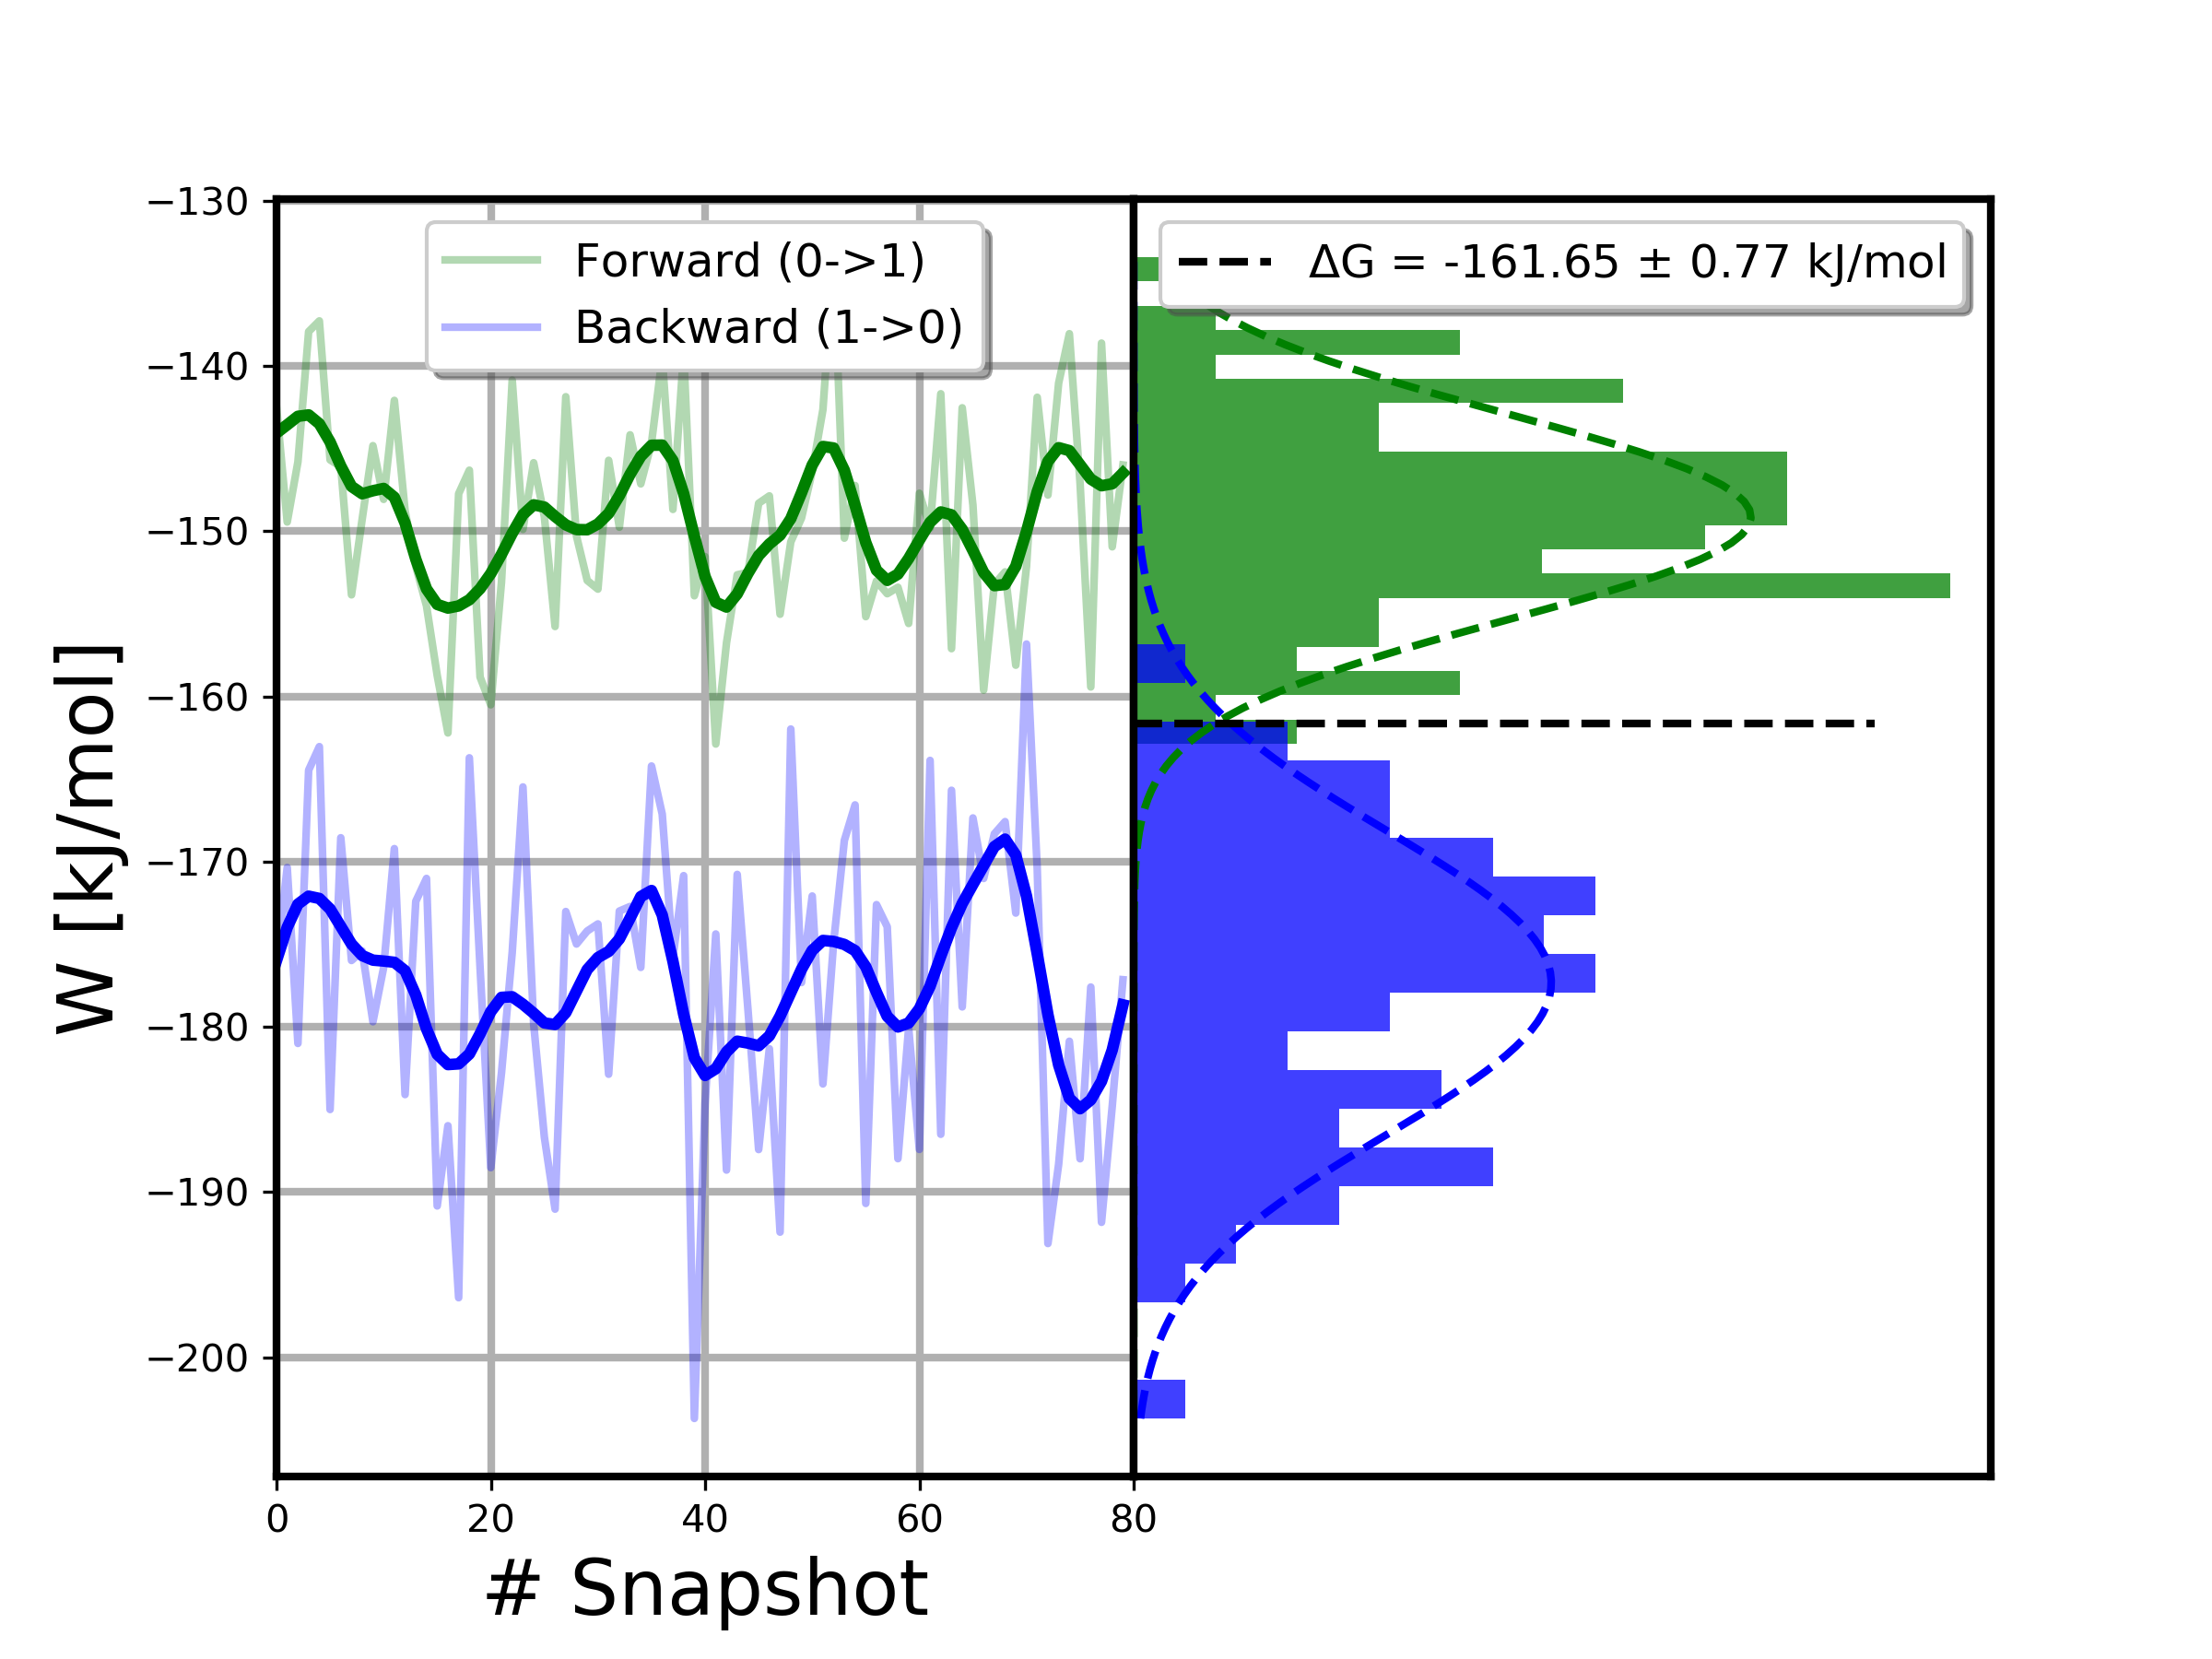 Forward (0->1)
Backward (1->0)
ΔG = -161.65 ± 0.77 kJ/mol
W [kJ/mol]
−130
−140
−150
−160
−170
−180
−190
−200
0 20 40 60 80
# Snapshot